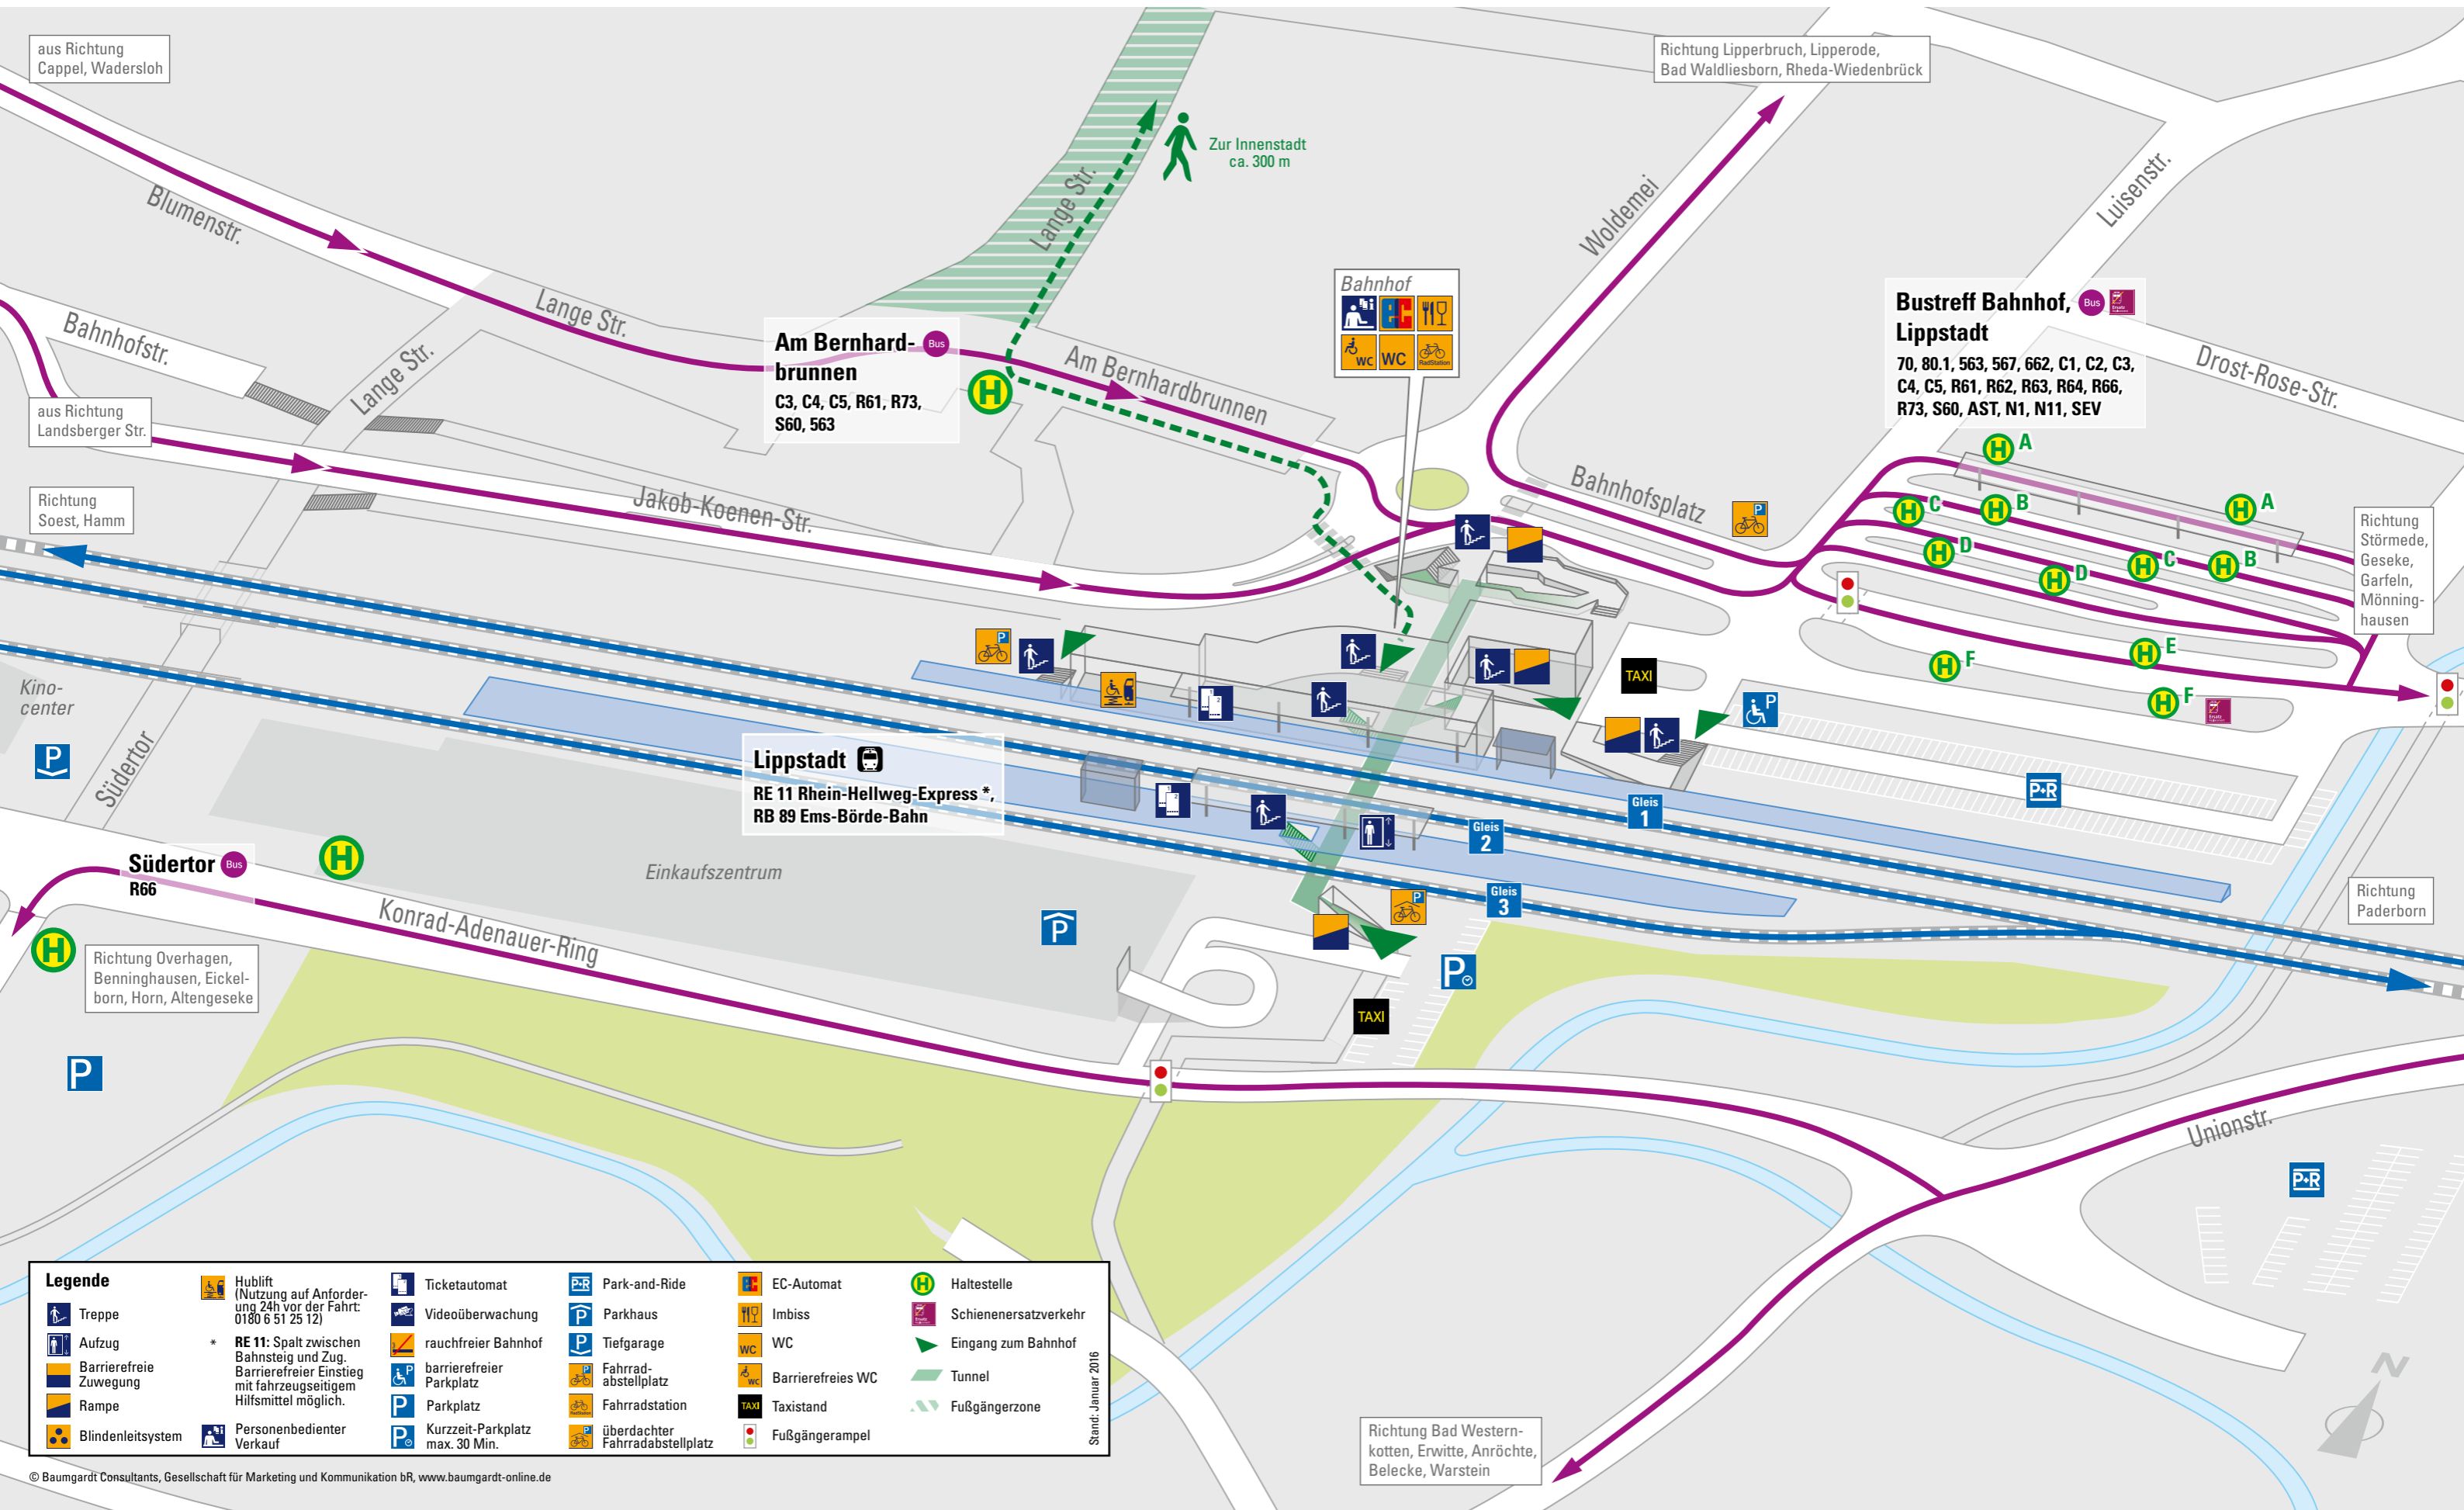 aus Richtung
Cappel, Wadersloh
Richtung Lipperbruch, Lipperode,
Bad Waldliesborn, Rheda-Wiedenbrück
Zur Innenstadt
ca. 300 m
Lange Str.
Blumenstr.
Woldemei
Luisenstr.
Bahnhof
EC
WC
WC
RadStation
Bustreff Bahnhof, Bus
Lippstadt
70, 80.1, 563, 567, 662, C1, C2, C3,
C4, C5, R61, R62, R63, R64, R66,
R73, S60, AST, N1, N11, SEV
Drost-Rose-Str.
Lange Str.
Bahnhofstr.
Lange Str.
Am Bernhard- Bus
brunnen
C3, C4, C5, R61, R73,
S60, 563
H
Am Bernhardbrunnen
aus Richtung
Landsberger Str.
Richtung
Soest, Hamm
Jakob-Koenen-Str.
Bahnhofsplatz
P
H A
H C
H B
H A
H D
H D
H C
H B
H E
H F
H F
Richtung
Störmede,
Geseke,
Garfeln,
Mönning-
hausen
P
TAXI
P
Kino-
center
P
Südertor
Lippstadt
RE 11 Rhein-Hellweg-Express *,
RB 89 Ems-Börde-Bahn
Gleis
1
Gleis
2
Gleis
3
P+R
Südertor Bus
R66
H
Einkaufszentrum
Konrad-Adenauer-Ring
P
P
P
TAXI
Richtung
Paderborn
H
Richtung Overhagen,
Benninghausen, Eickel-
born, Horn, Altengeseke
P
Unionstr.
P+R
Legende
Treppe
Aufzug
Barrierefreie
Zuwegung
Rampe
Blindenleitsystem
Hublift
(Nutzung auf Anforder-
ung 24h vor der Fahrt:
0180 6 51 25 12)
* RE 11: Spalt zwischen
Bahnsteig und Zug.
Barrierefreier Einstieg
mit fahrzeugseitigem
Hilfsmittel möglich.
Personenbedienter
Verkauf
Ticketautomat
Videoüberwachung
rauchfreier Bahnhof
P barrierefreier
Parkplatz
P Parkplatz
P Kurzzeit-Parkplatz
max. 30 Min.
P+R Park-and-Ride
P Parkhaus
P Tiefgarage
P Fahrrad-
abstellplatz
Fahrradstation
P überdachter
Fahrradabstellplatz
EC EC-Automat
Imbiss
WC WC
WC Barrierefreies WC
TAXI Taxistand
Fußgängerampel
H Haltestelle
Schienenersatzverkehr
Eingang zum Bahnhof
Tunnel
Fußgängerzone
Stand: Januar 2016
Richtung Bad Western-
kotten, Erwitte, Anröchte,
Belecke, Warstein
N
© Baumgardt Consultants, Gesellschaft für Marketing und Kommunikation bR, www.baumgardt-online.de